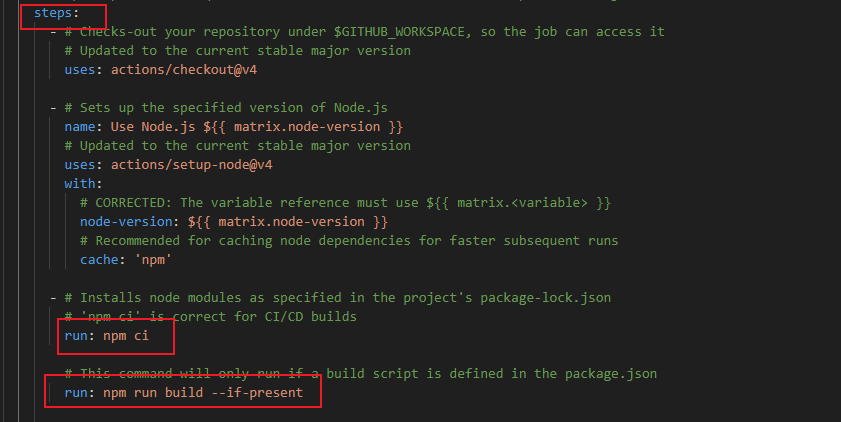 steps:
- # Checks-out your repository under $GITHUB_WORKSPACE, so the job can access it
# Updated to the current stable major version
uses: actions/checkout@v4
- # Sets up the specified version of Node.js
name: Use Node.js ${{ matrix.node-version }}
# Updated to the current stable major version
uses: actions/setup-node@v4
with:
# CORRECTED: The variable reference must use ${{ matrix.<variable> }}
node-version: ${{ matrix.node-version }}
# Recommended for caching node dependencies for faster subsequent runs
cache: 'npm'
- # Installs node modules as specified in the project's package-lock.json
# 'npm ci' is correct for CI/CD builds
run: npm ci
# This command will only run if a build script is defined in the package.json
run: npm run build --if-present